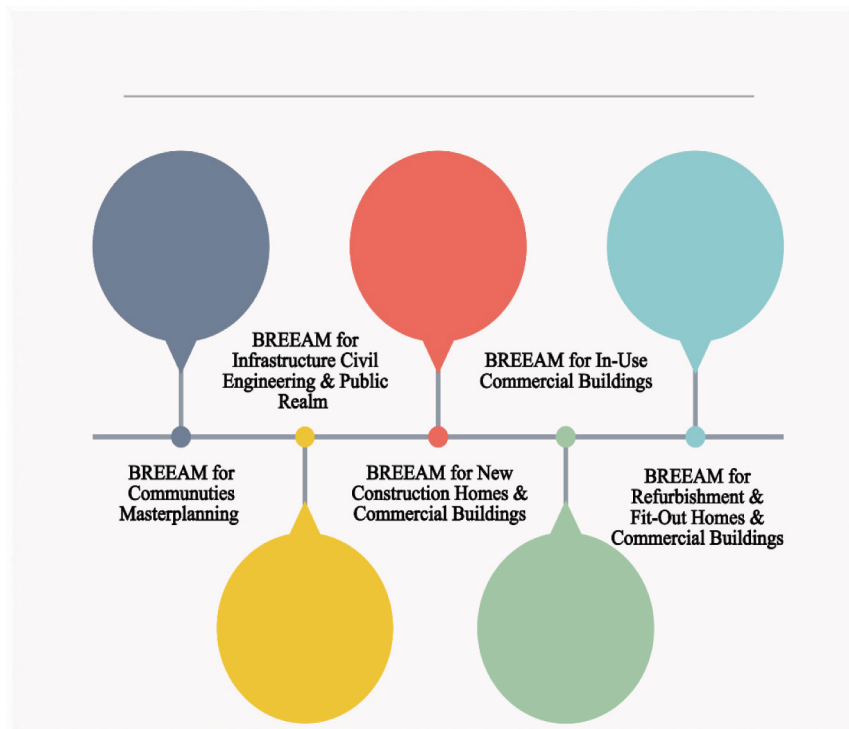 BREEAM for
Communuties
Masterplanning
BREEAM for
Infrastructure Civil
Engineering & Public
Realm
BREEAM for New
Construction Homes &
Commercial Buildings
BREEAM for In-Use
Commercial Buildings
BREEAM for
Refurbishment &
Fit-Out Homes &
Commercial Buildings